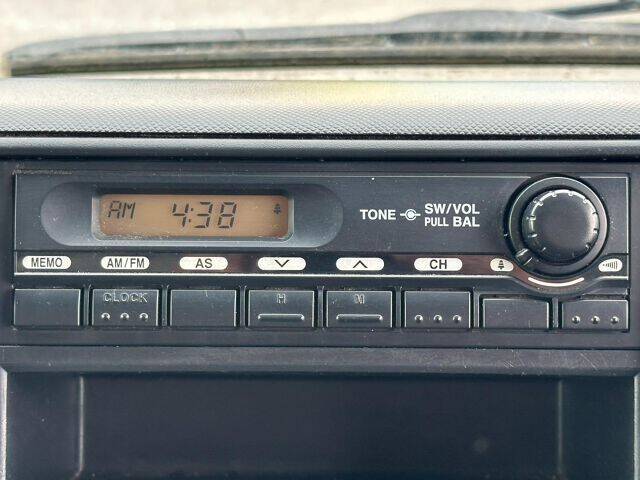 AM 4:38
TONE SW/VOL
PULL BAL
MEMO AM/FM AS CH
CLOCK H M